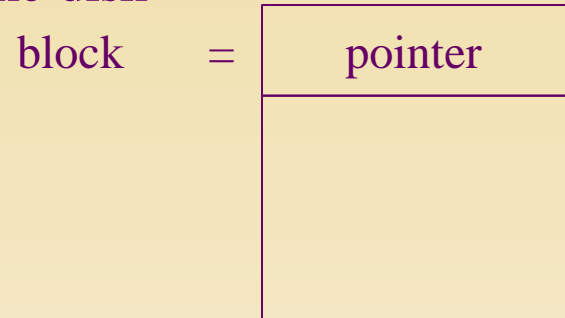 block = pointer